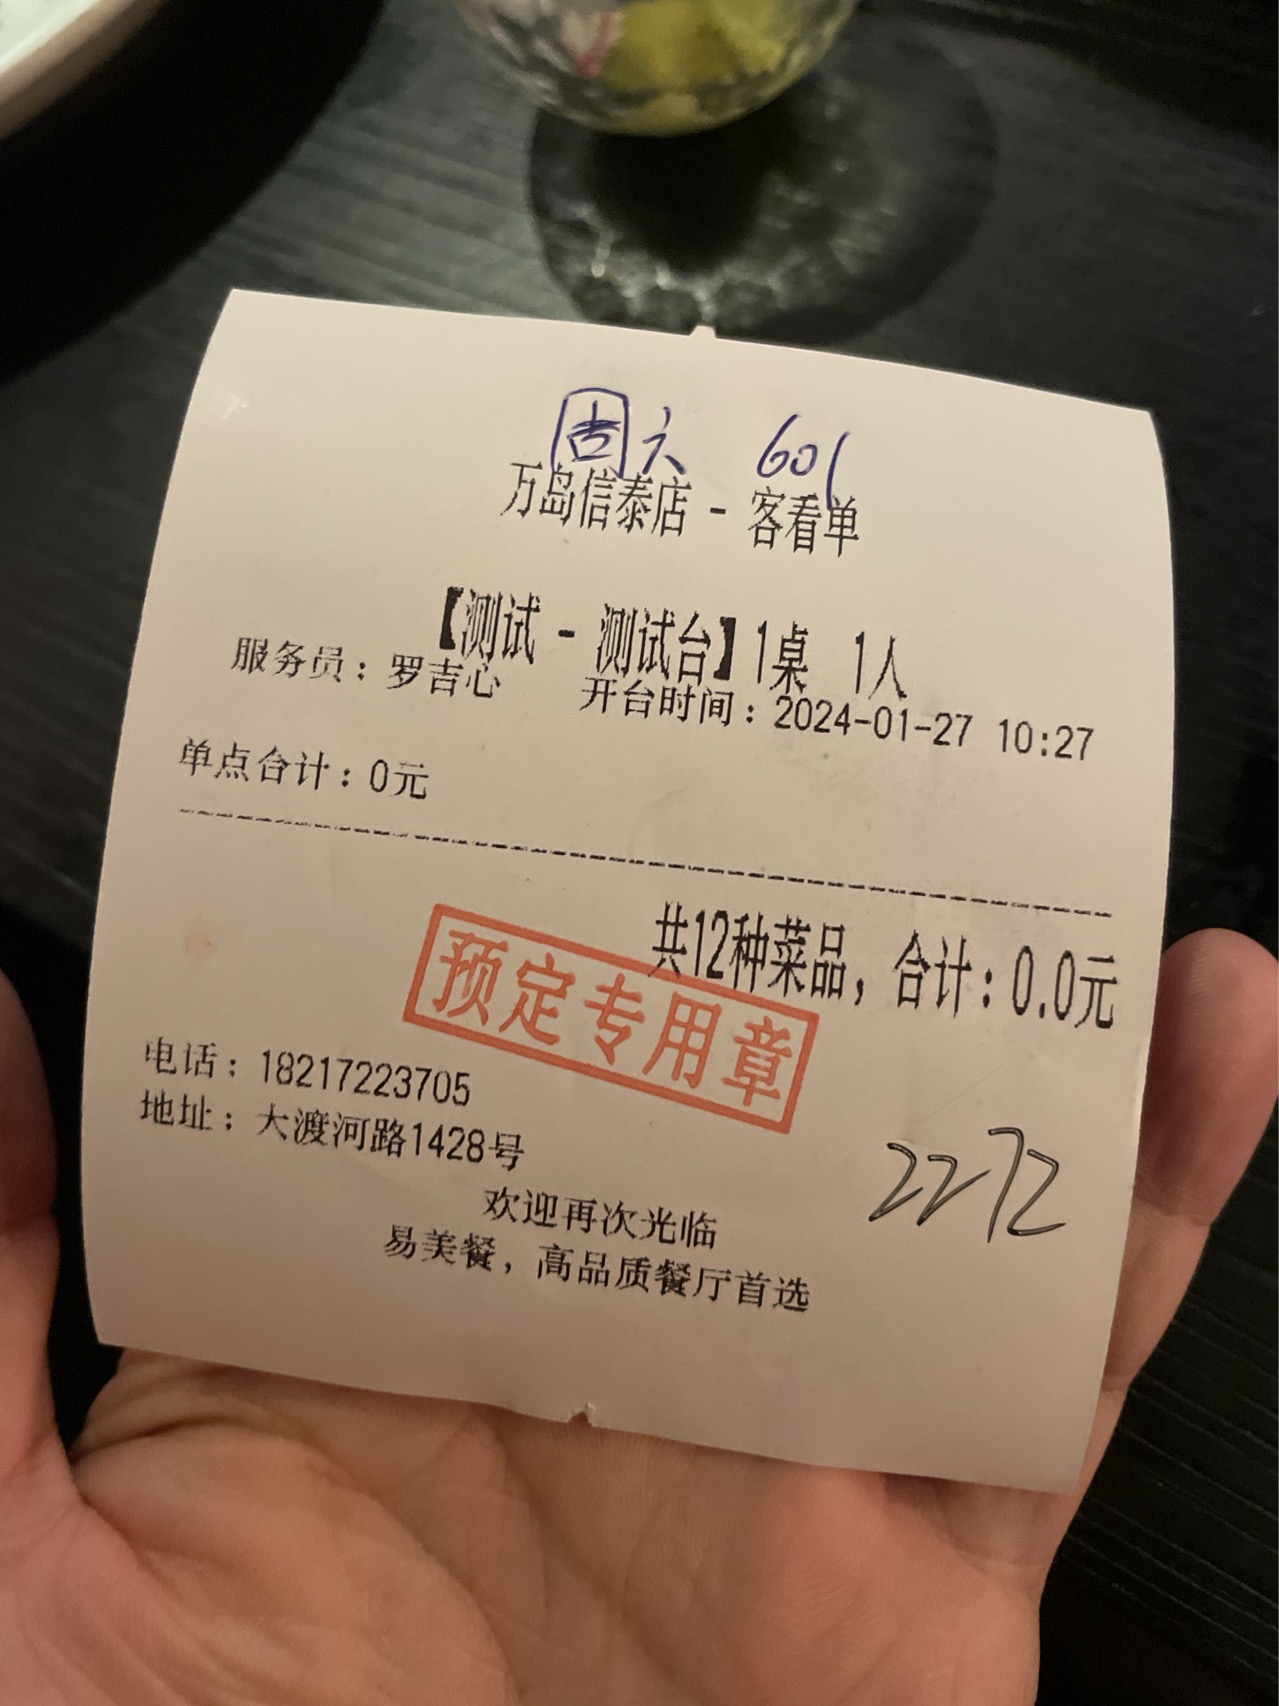 吉 六 601
万岛信泰店 - 客看单
【测试 - 测试台】1桌 1人
服务员：罗吉心 开台时间：2024-01-27 10:27
单点合计：0元
共12种菜品，合计：0.0元
预定专用章
电话：18217223705
地址：大渡河路1428号
2272
欢迎再次光临
易美餐，高品质餐厅首选